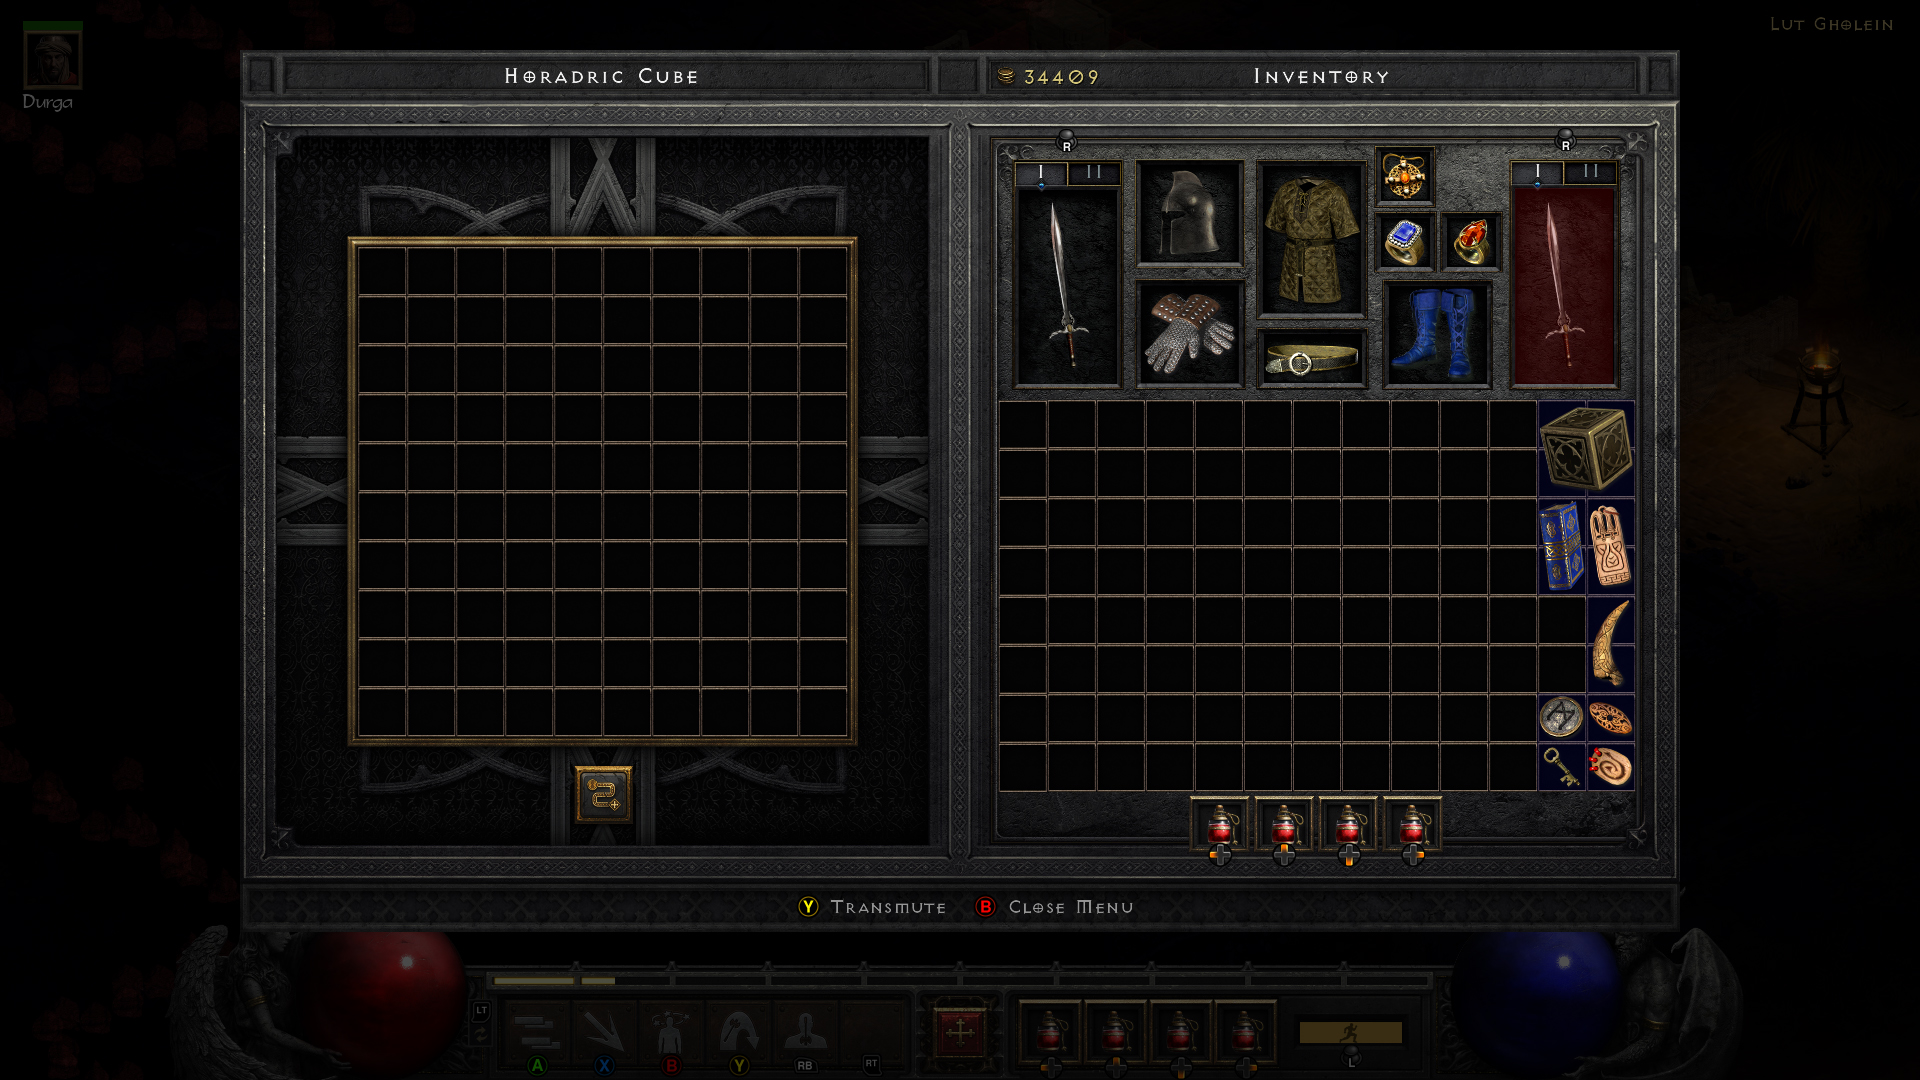 Lut Gholein
Durga
Horadric Cube
34409
Inventory
R
R
I II
I II
Y Transmute B Close Menu
LT
A X B Y RB RT
L